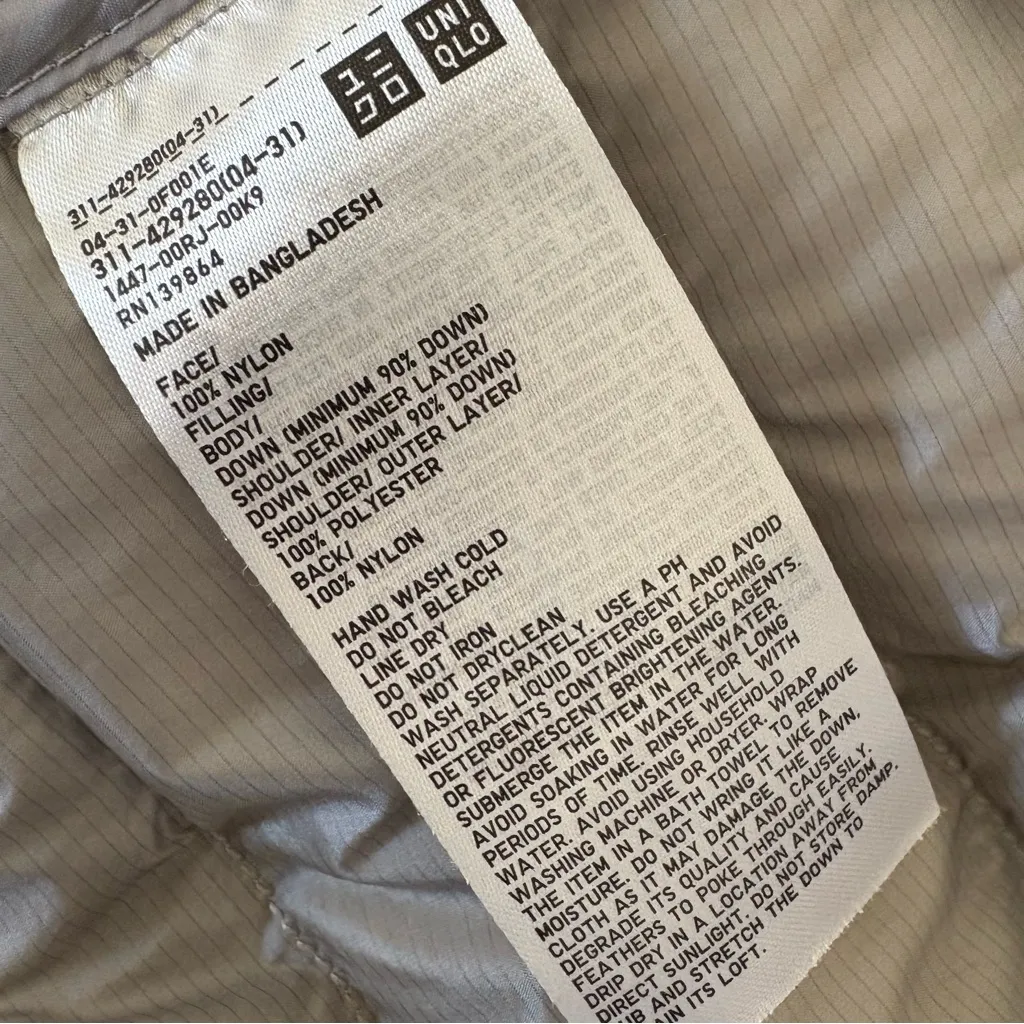 ユニ
クロ
UNI
QLO
311-429280(04-31)
04-31-0F001E
311-429280(04-31)
1447-00RJ-00K9
RN139864
MADE IN BANGLADESH
FACE/
100% NYLON
FILLING/
BODY/
DOWN (MINIMUM 90% DOWN)
SHOULDER/ INNER LAYER/
DOWN (MINIMUM 90% DOWN)
SHOULDER/ OUTER LAYER/
100% POLYESTER
BACK/
100% NYLON
HAND WASH COLD
DO NOT BLEACH
LINE DRY
DO NOT IRON
DO NOT DRYCLEAN
WASH SEPARATELY. USE A PH
NEUTRAL LIQUID DETERGENT AND AVOID
DETERGENTS CONTAINING BLEACHING
OR FLUORESCENT BRIGHTENING AGENTS.
SUBMERGE THE ITEM IN THE WATER.
AVOID SOAKING IN WATER FOR LONG
PERIODS OF TIME. RINSE WELL WITH
WATER. AVOID USING HOUSEHOLD
WASHING MACHINE OR DRYER. WRAP
THE ITEM IN A BATH TOWEL TO REMOVE
MOISTURE. DO NOT WRING IT LIKE A
CLOTH AS IT MAY DAMAGE THE DOWN,
DEGRADE ITS QUALITY AND CAUSE
FEATHERS TO POKE THROUGH EASILY.
DRIP DRY IN A LOCATION AWAY FROM
DIRECT SUNLIGHT. DO NOT STORE DAMP.
AND STRETCH THE DOWN TO
ITS LOFT.